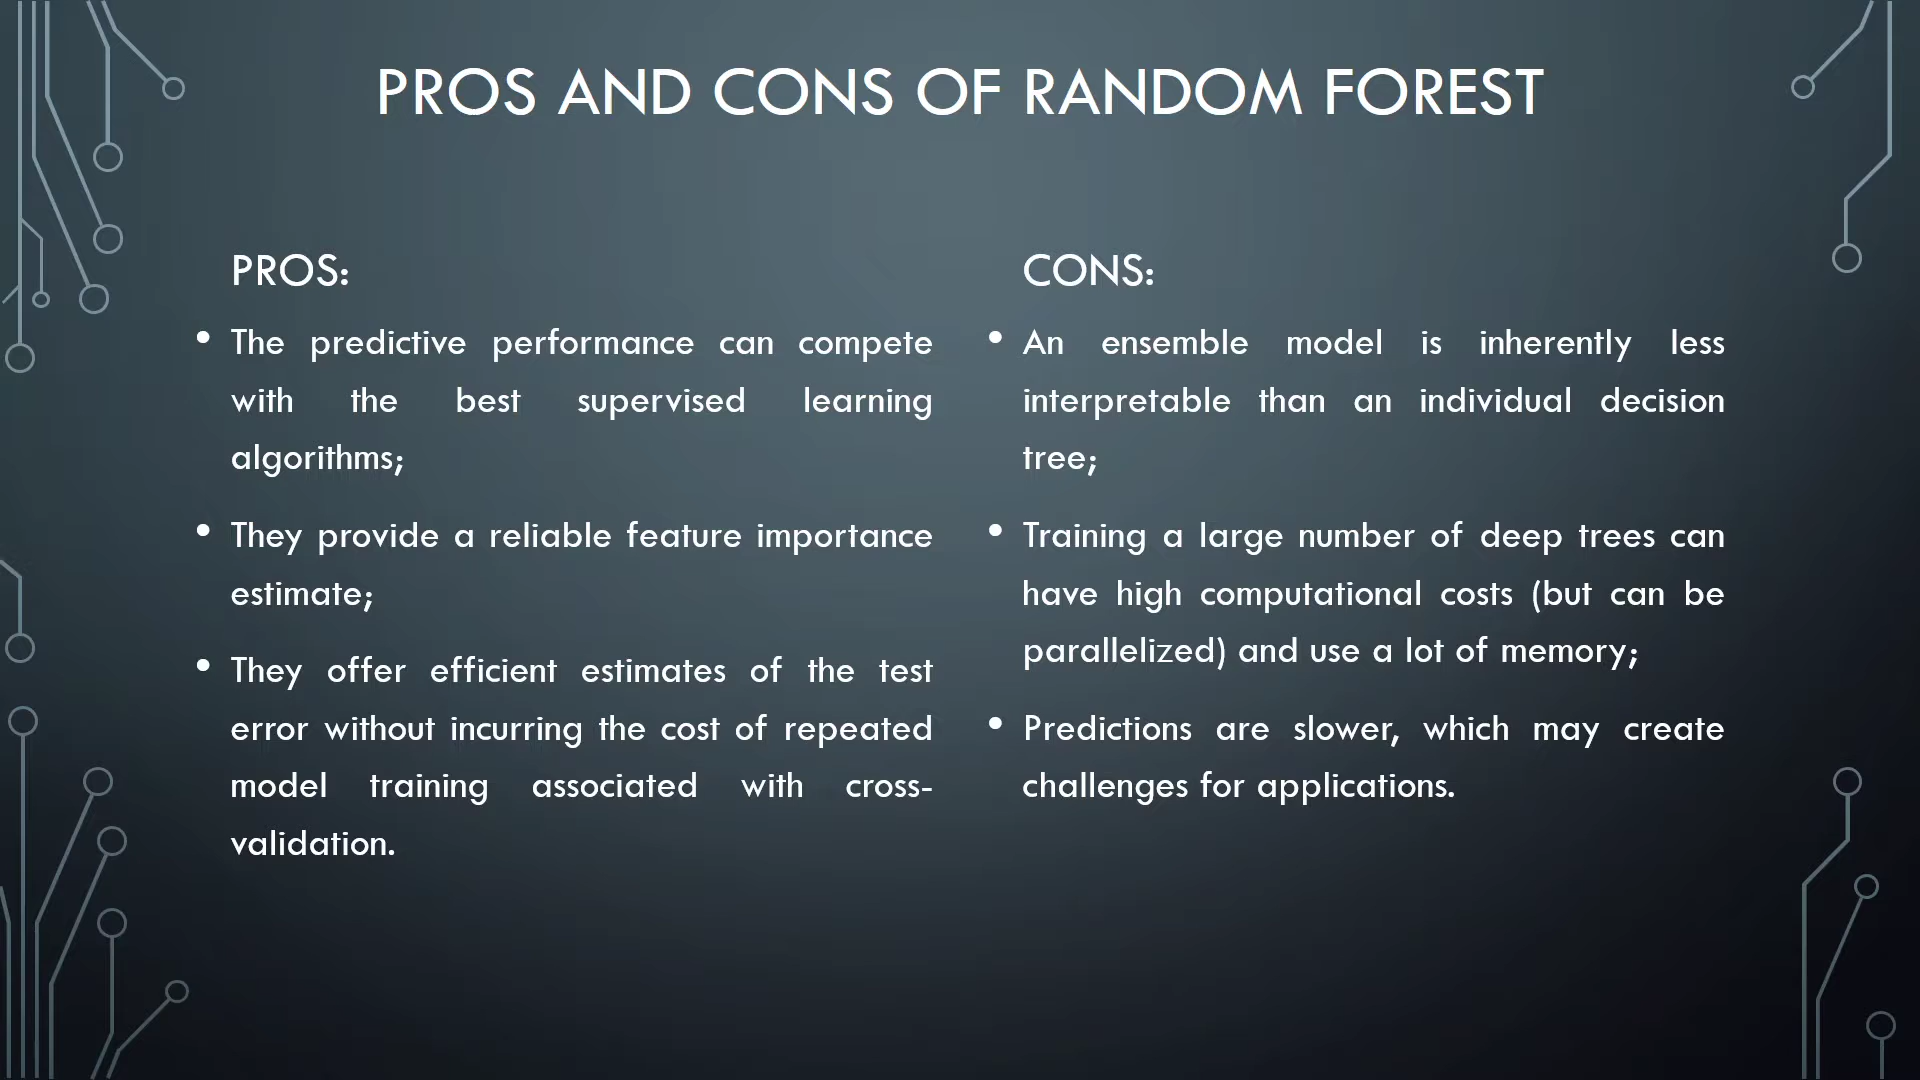 PROS AND CONS OF RANDOM FOREST
PROS:
• The predictive performance can compete
with the best supervised learning
algorithms;
• They provide a reliable feature importance
estimate;
• They offer efficient estimates of the test
error without incurring the cost of repeated
model training associated with cross-
validation.
CONS:
• An ensemble model is inherently less
interpretable than an individual decision
tree;
• Training a large number of deep trees can
have high computational costs (but can be
parallelized) and use a lot of memory;
• Predictions are slower, which may create
challenges for applications.